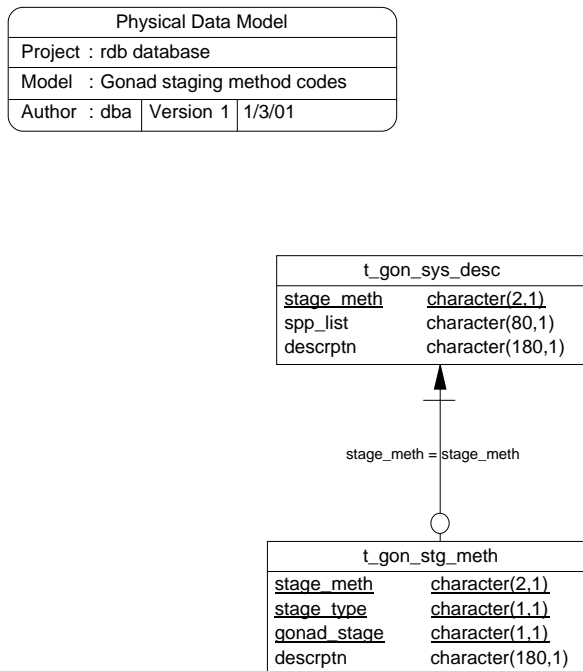 Physical Data Model
Project : rdb database
Model : Gonad staging method codes
Author : dba Version 1 1/3/01
t_gon_sys_desc
stage_meth character(2,1)
spp_list character(80,1)
descrptn character(180,1)
stage_meth = stage_meth
t_gon_stg_meth
stage_meth character(2,1)
stage_type character(1,1)
gonad_stage character(1,1)
descrptn character(180,1)